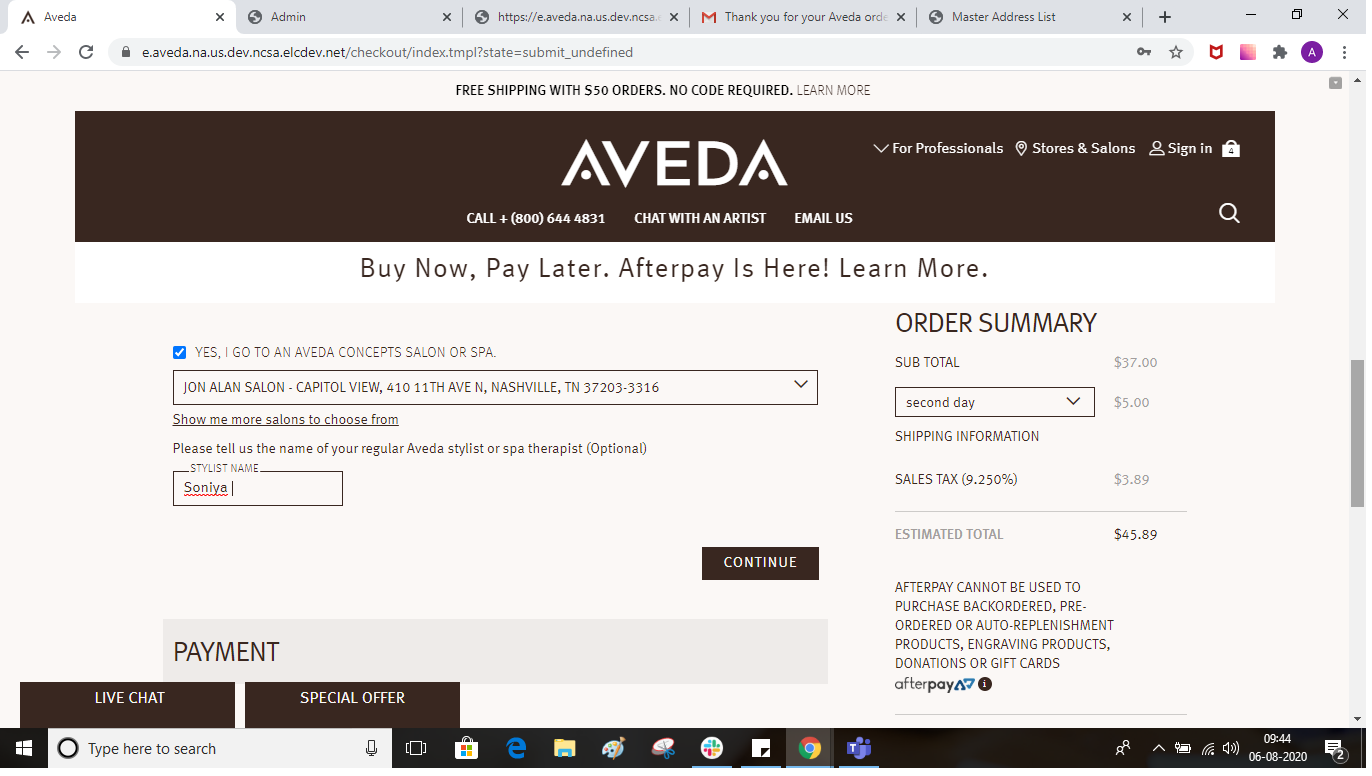 Aveda
Admin
https://e.aveda.na.us.dev.ncsa.e
Thank you for your Aveda orde
Master Address List
e.aveda.na.us.dev.ncsa.elcdev.net/checkout/index.tmpl?state=submit_undefined
A
FREE SHIPPING WITH $50 ORDERS. NO CODE REQUIRED. LEARN MORE
AVEDA
For Professionals
Stores & Salons
Sign in
4
CALL + (800) 644 4831
CHAT WITH AN ARTIST
EMAIL US
Buy Now, Pay Later. Afterpay Is Here! Learn More.
YES, I GO TO AN AVEDA CONCEPTS SALON OR SPA.
JON ALAN SALON - CAPITOL VIEW, 410 11TH AVE N, NASHVILLE, TN 37203-3316
Show me more salons to choose from
Please tell us the name of your regular Aveda stylist or spa therapist (Optional)
STYLIST NAME
Soniya
CONTINUE
PAYMENT
ORDER SUMMARY
SUB TOTAL $37.00
second day $5.00
SHIPPING INFORMATION
SALES TAX (9.250%) $3.89
ESTIMATED TOTAL $45.89
AFTERPAY CANNOT BE USED TO
PURCHASE BACKORDERED, PRE-
ORDERED OR AUTO-REPLENISHMENT
PRODUCTS, ENGRAVING PRODUCTS,
DONATIONS OR GIFT CARDS
afterpay
LIVE CHAT
SPECIAL OFFER
Type here to search
09:44
06-08-2020
2